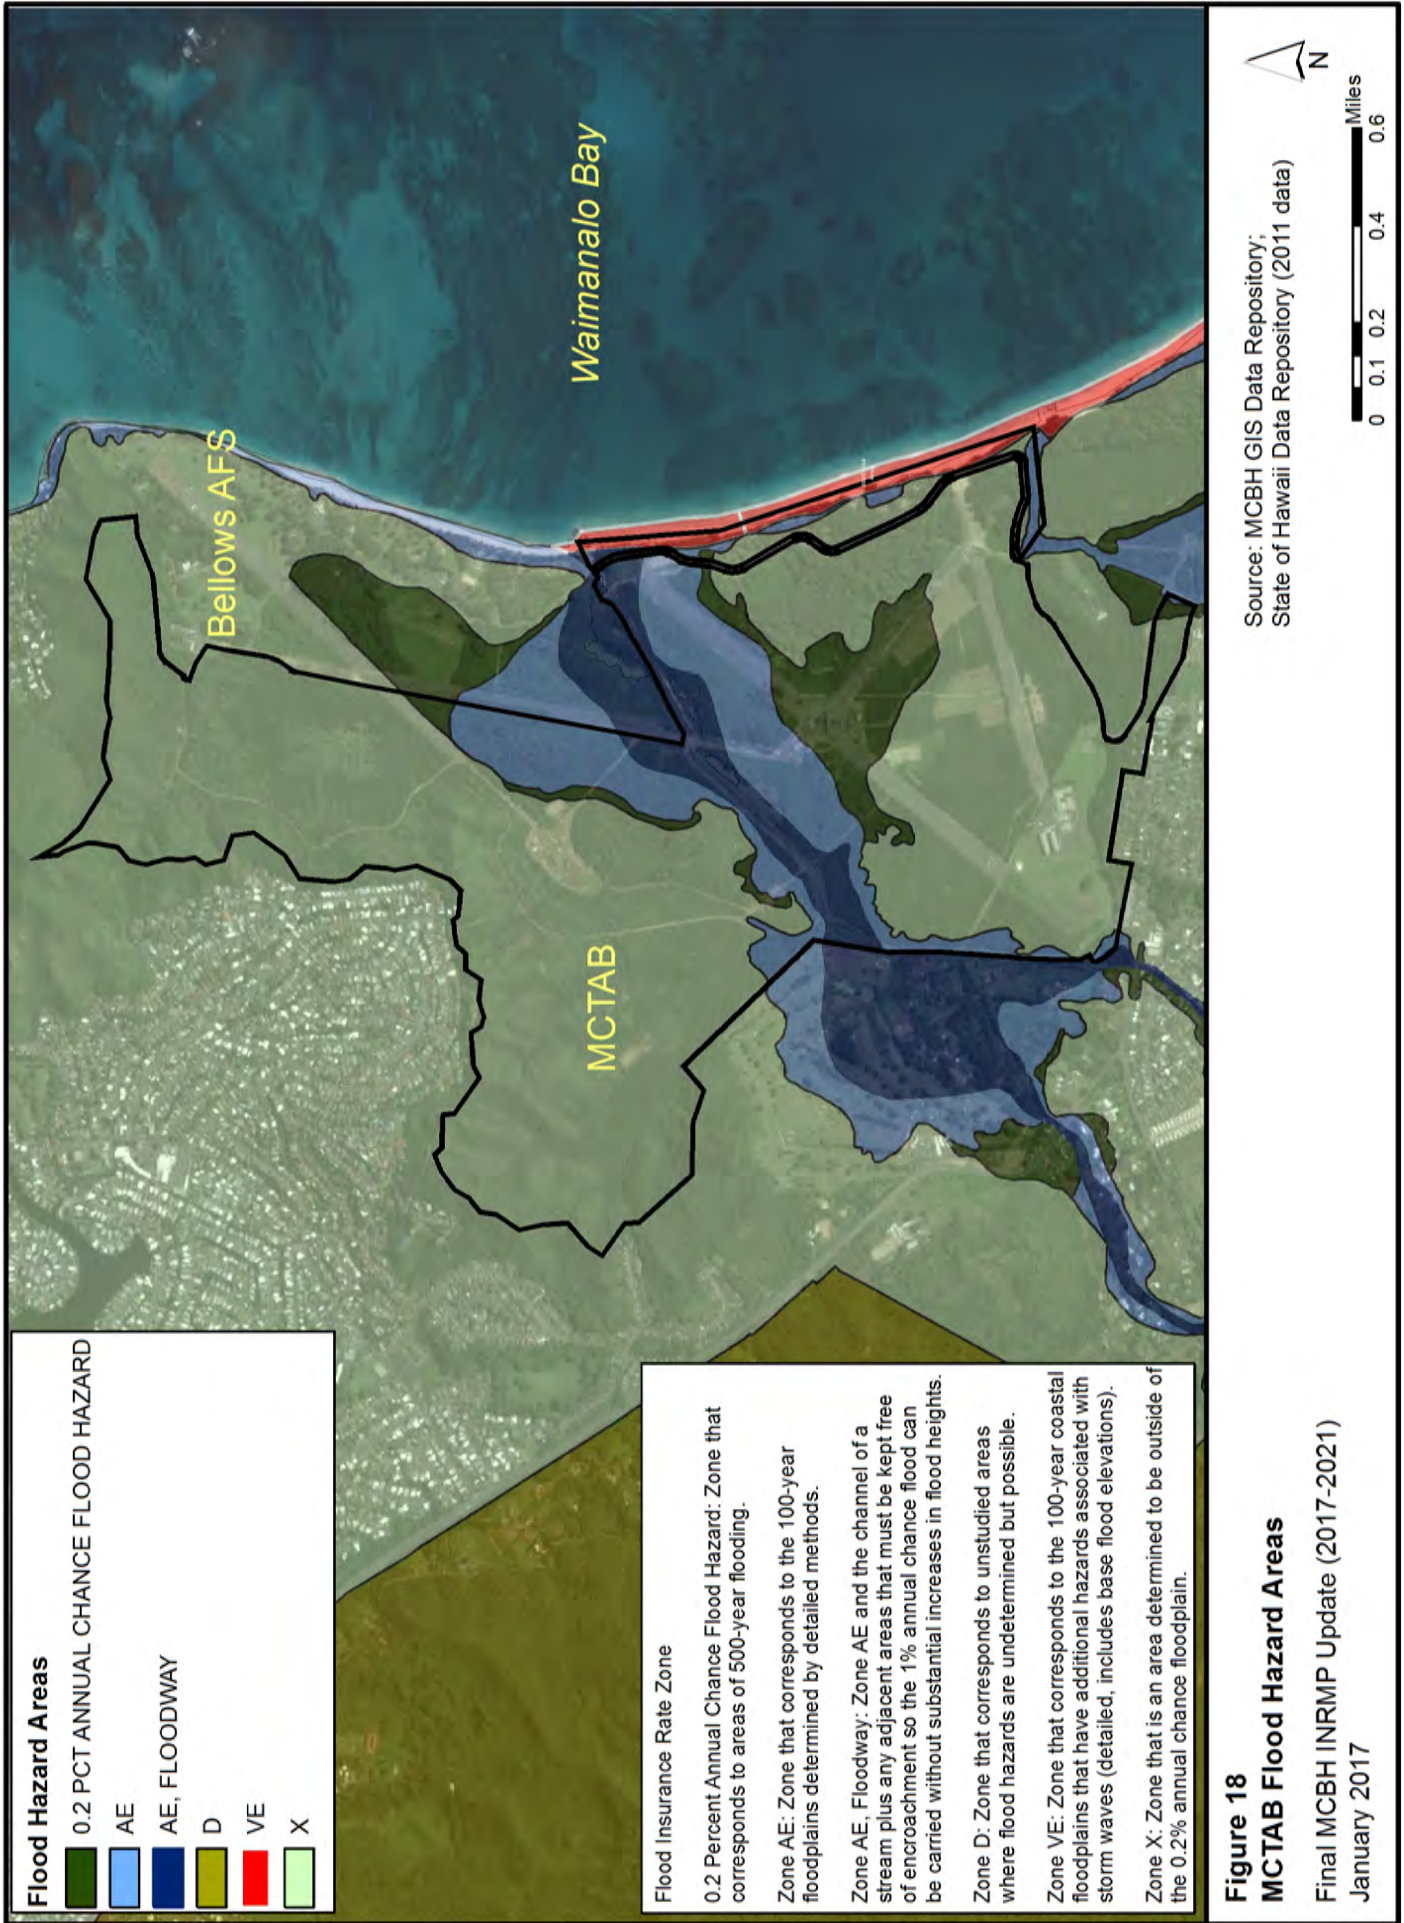 Flood Hazard Areas
0.2 PCT ANNUAL CHANCE FLOOD HAZARD
AE
AE, FLOODWAY
D
VE
X
Bellows AFS
Waimanalo Bay
MCTAB
Flood Insurance Rate Zone
0.2 Percent Annual Chance Flood Hazard: Zone that
corresponds to areas of 500-year flooding.
Zone AE: Zone that corresponds to the 100-year
floodplains determined by detailed methods.
Zone AE, Floodway: Zone AE and the channel of a
stream plus any adjacent areas that must be kept free
of encroachment so the 1% annual chance flood can
be carried without substantial increases in flood heights.
Zone D: Zone that corresponds to unstudied areas
where flood hazards are undetermined but possible.
Zone VE: Zone that corresponds to the 100-year coastal
floodplains that have additional hazards associated with
storm waves (detailed, includes base flood elevations).
Zone X: Zone that is an area determined to be outside of
the 0.2% annual chance floodplain.
Figure 18
MCTAB Flood Hazard Areas
Final MCBH INRMP Update (2017-2021)
January 2017
Source: MCBH GIS Data Repository;
State of Hawaii Data Repository (2011 data)
N
Miles
0 0.1 0.2 0.4 0.6